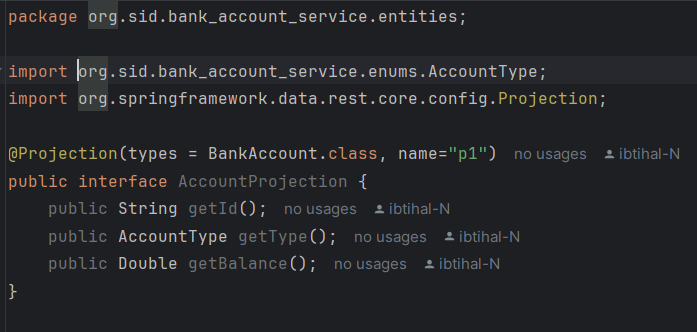 package org.sid.bank_account_service.entities;
import org.sid.bank_account_service.enums.AccountType;
import org.springframework.data.rest.core.config.Projection;
@Projection(types = BankAccount.class, name="p1") no usages ibtihal-N
public interface AccountProjection {
public String getId(); no usages ibtihal-N
public AccountType getType(); no usages ibtihal-N
public Double getBalance(); no usages ibtihal-N
}